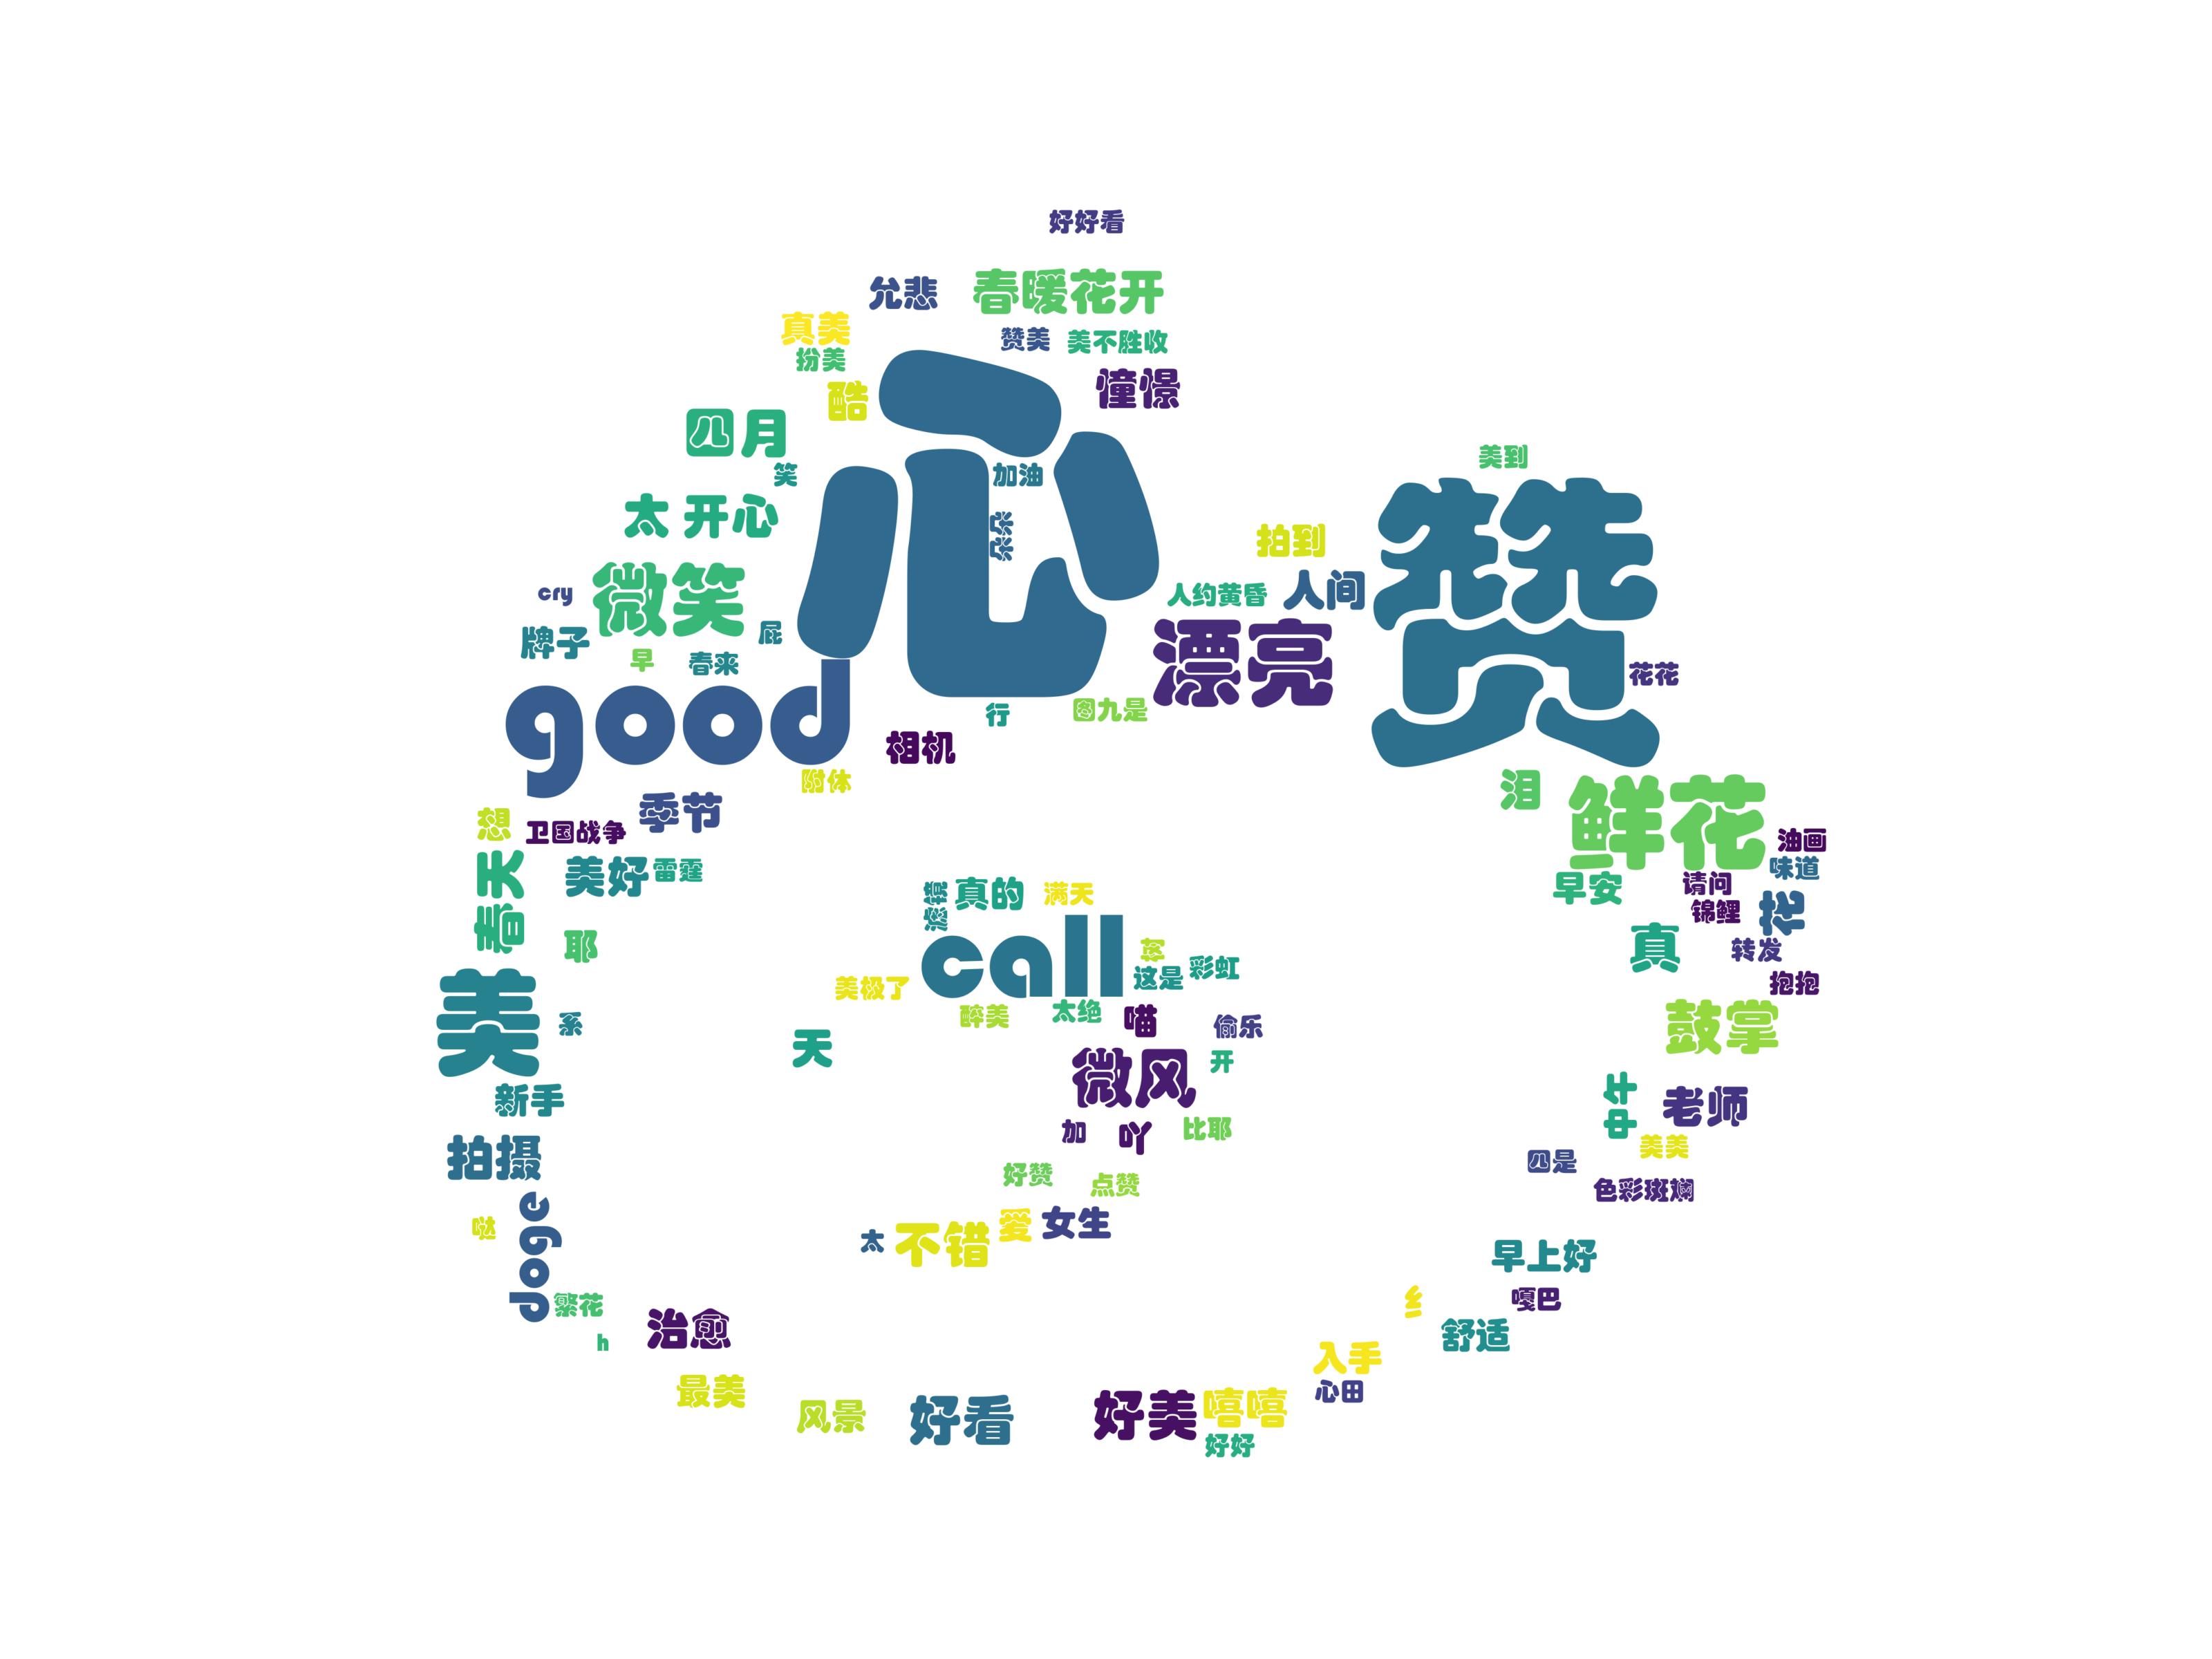 好好看
允悲
春暖花开
真美
赞美
美不胜收
扮美
酷
憧憬
四月
心
美到
笑
加油
赞
太开心
张张
拍到
cry
微笑
人约黄昏
人间
牌子
屁
漂亮
早
春来
花花
good
行
图九是
相机
附体
泪
鲜花
季节
想
卫国战争
油画
味道
春天
美好
雷霆
真的
满天
早安
请问
锦鲤
花
耶
call
真
转发
美极了
这是
彩虹
抱抱
美
系
醉美
太绝
喵
偷乐
鼓掌
天
微风
开
新手
老师
加
吖
比耶
美美
拍摄
四是
好赞
点赞
色彩斑斓
doge
哒
太
不错
爱
女生
早上好
繁花
嘎巴
h
治愈
舒适
入手
最美
心田
风景
好看
好美
嘻嘻
好好